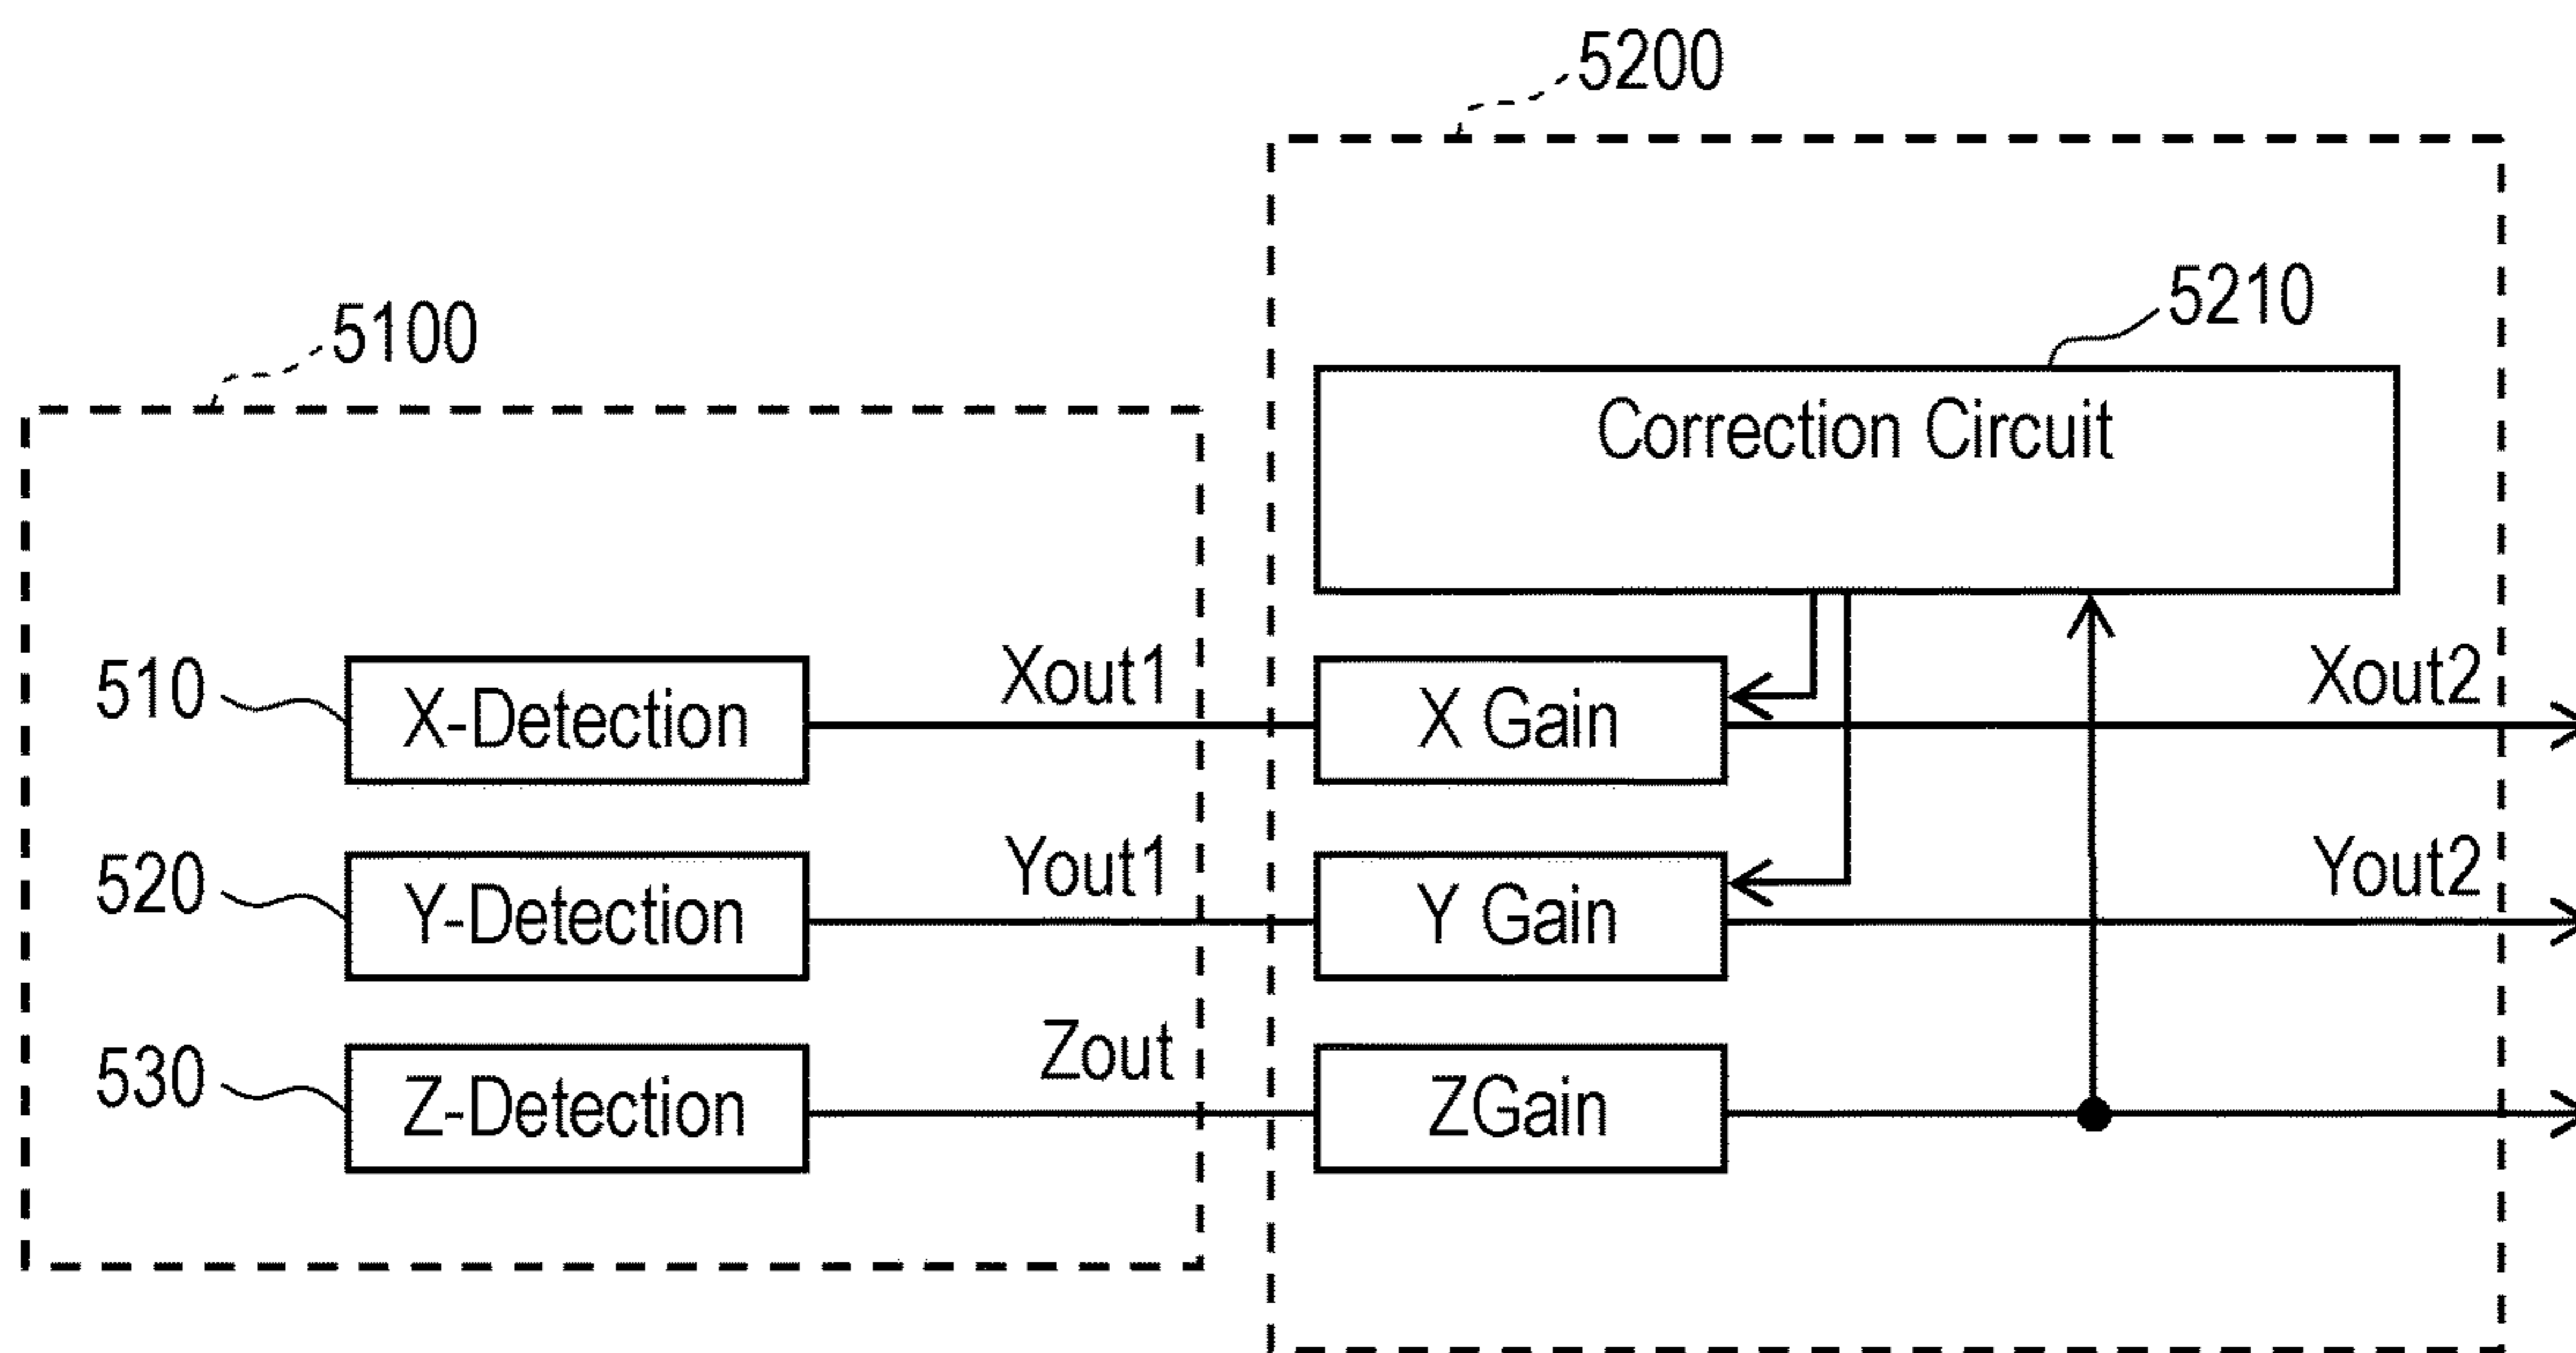 5200
5100
5210
Correction Circuit
510
X-Detection
Xout1
X Gain
Xout2
520
Y-Detection
Yout1
Y Gain
Yout2
530
Z-Detection
Zout
ZGain